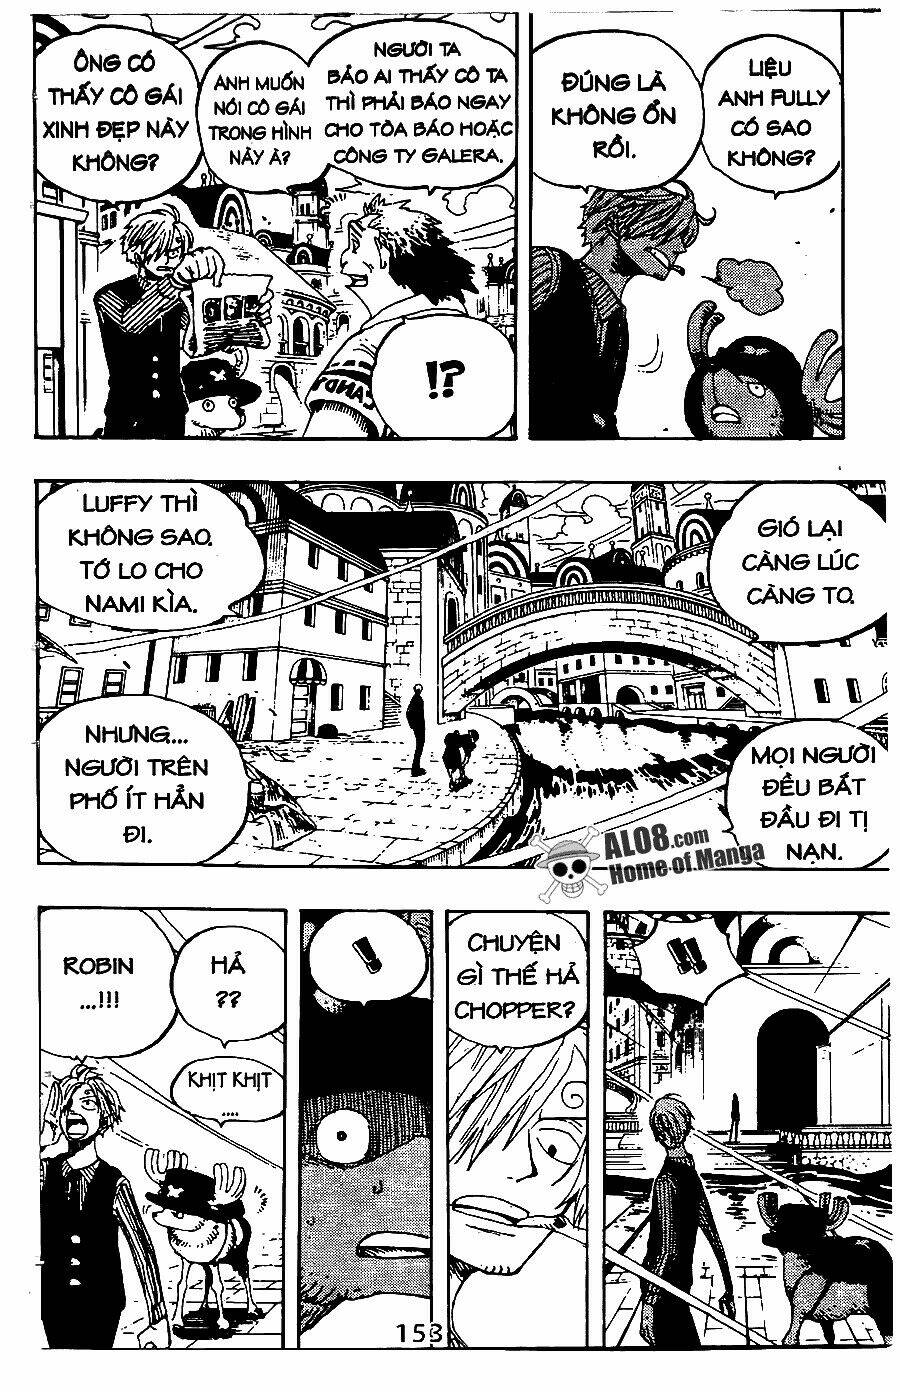 ÔNG CÓ
THẤY CÔ GÁI
XINH ĐẸP NÀY
KHÔNG?
ANH MUỐN
NÓI CÔ GÁI
TRONG HÌNH
NÀY À?
NGƯỜI TA
BẢO AI THẤY CÔ TA
THÌ PHẢI BÁO NGAY
CHO TÒA BÁO HOẶC
CÔNG TY GALERA.
!?
ĐÚNG LÀ
KHÔNG ỔN
RỒI.
LIỆU
ANH FULLY
CÓ SAO
KHÔNG?
LUFFY THÌ
KHÔNG SAO.
TỚ LO CHO
NAMI KÌA.
GIÓ LẠI
CÀNG LÚC
CÀNG TO.
NHƯNG...
NGƯỜI TRÊN
PHỐ ÍT HẲN
ĐI.
MỌI NGƯỜI
ĐỀU BẮT
ĐẦU ĐI TỊ
NẠN.
ALO8.com
Home of Manga
ROBIN
...!!!
HẢ
??
KHỊT KHỊT
....
!
CHUYỆN
GÌ THẾ HẢ
CHOPPER?
!!
153